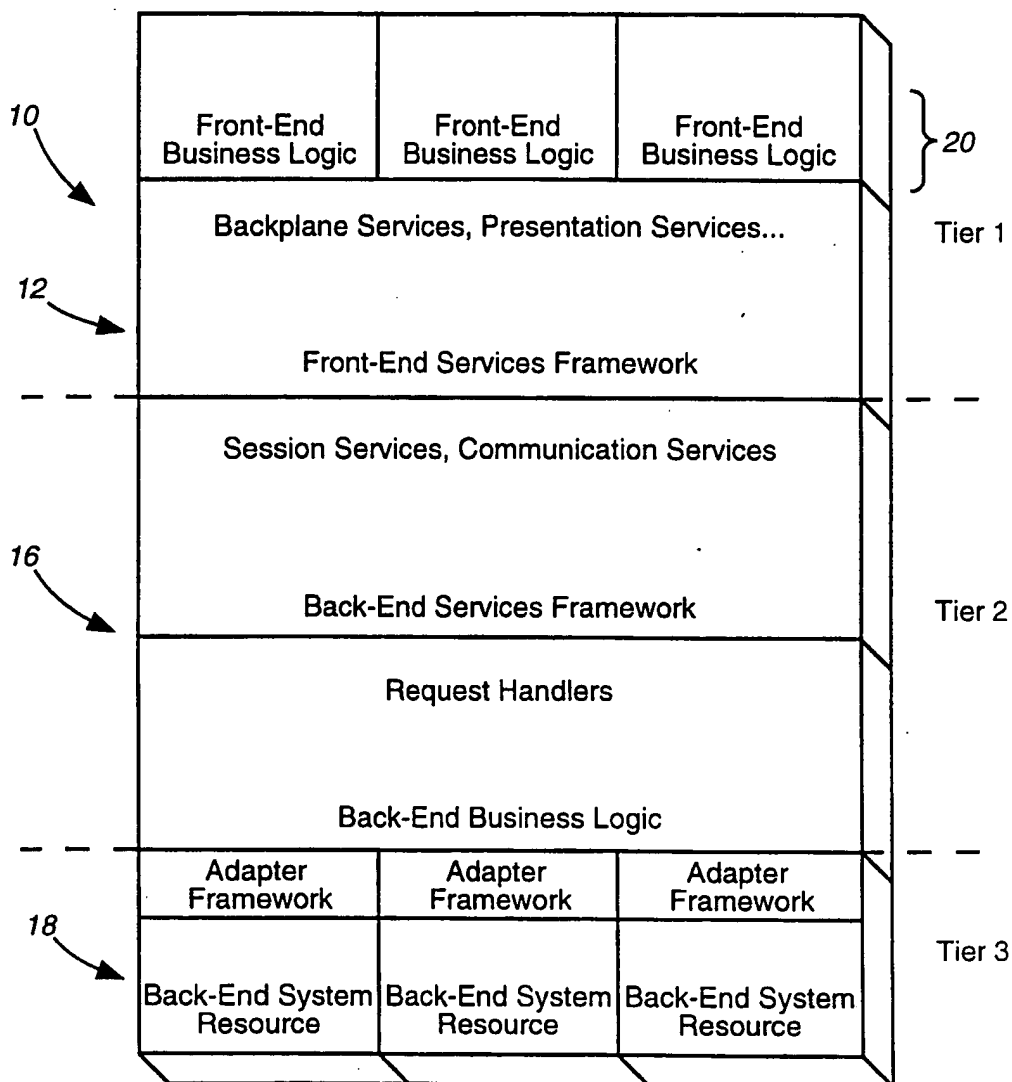 10
Front-End
Business Logic
Front-End
Business Logic
Front-End
Business Logic
20
Backplane Services, Presentation Services...
Tier 1
12
Front-End Services Framework
Session Services, Communication Services
16
Back-End Services Framework
Tier 2
Request Handlers
Back-End Business Logic
Adapter
Framework
Adapter
Framework
Adapter
Framework
18
Tier 3
Back-End System
Resource
Back-End System
Resource
Back-End System
Resource